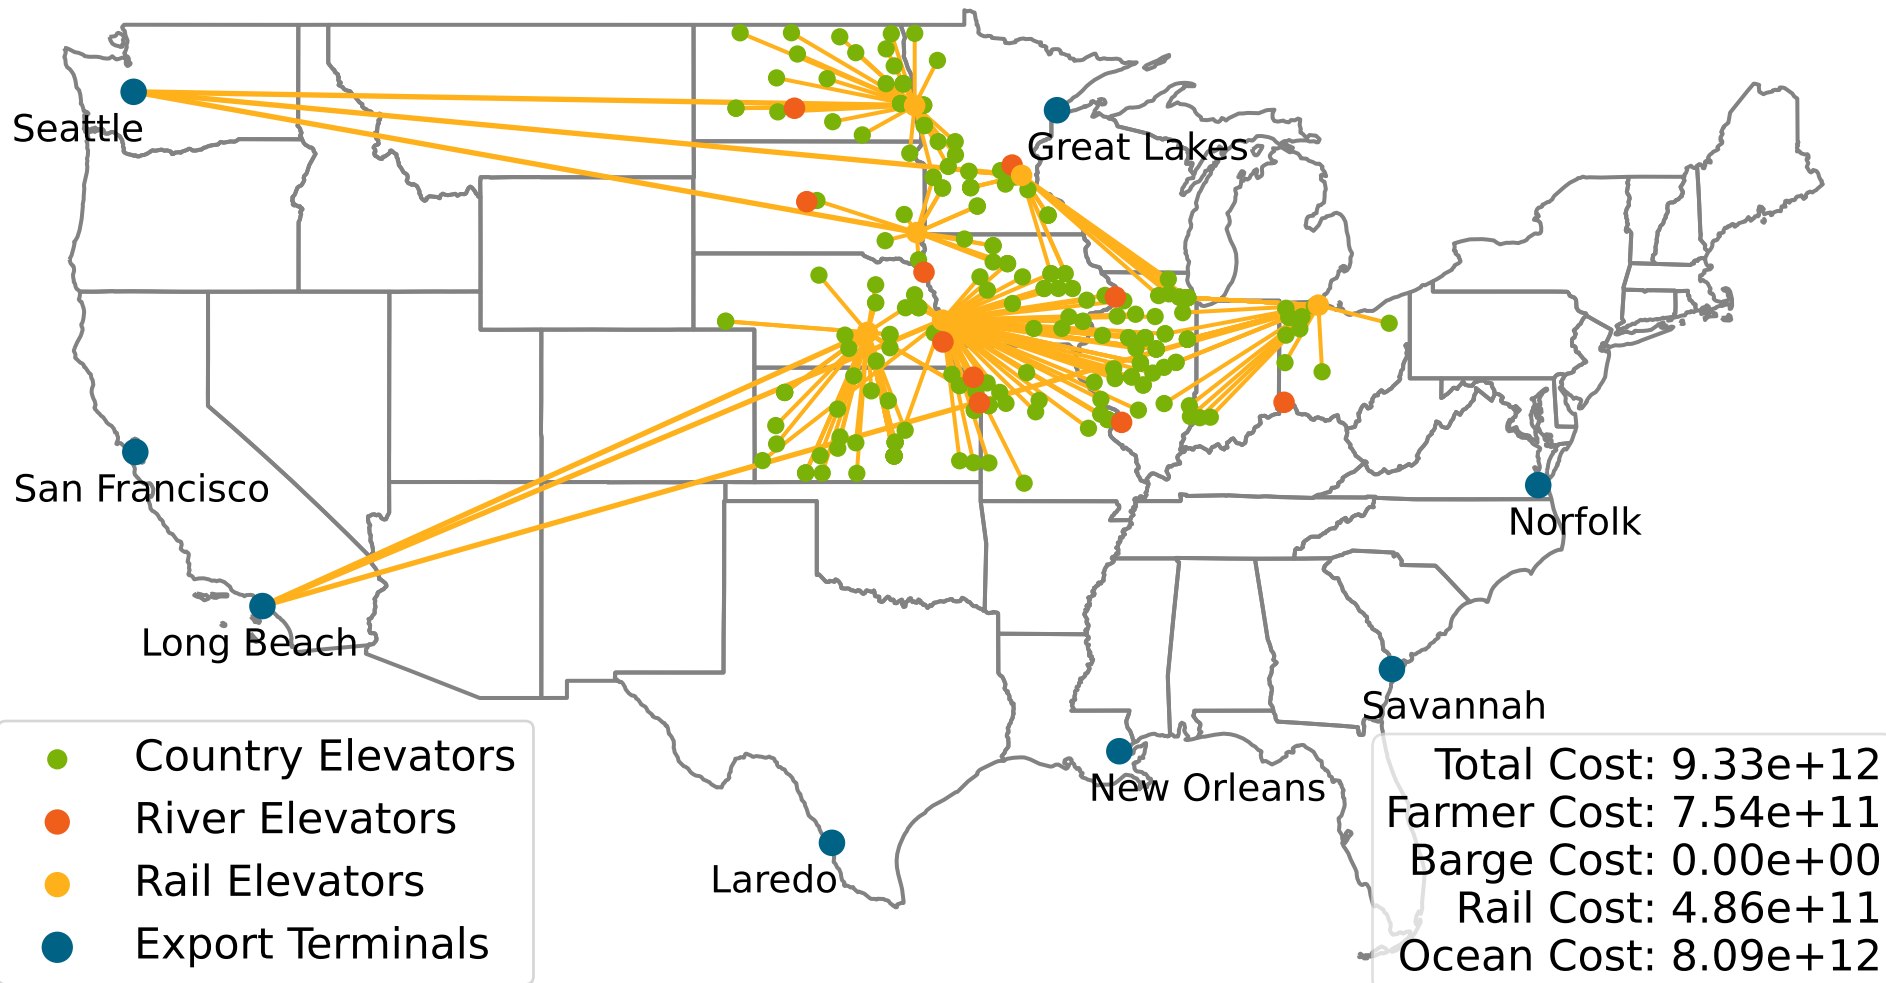 Seattle
Great Lakes
San Francisco
Norfolk
Long Beach
Savannah
New Orleans
Laredo
Country Elevators
River Elevators
Rail Elevators
Export Terminals
Total Cost: 9.33e+12
Farmer Cost: 7.54e+11
Barge Cost: 0.00e+00
Rail Cost: 4.86e+11
Ocean Cost: 8.09e+12